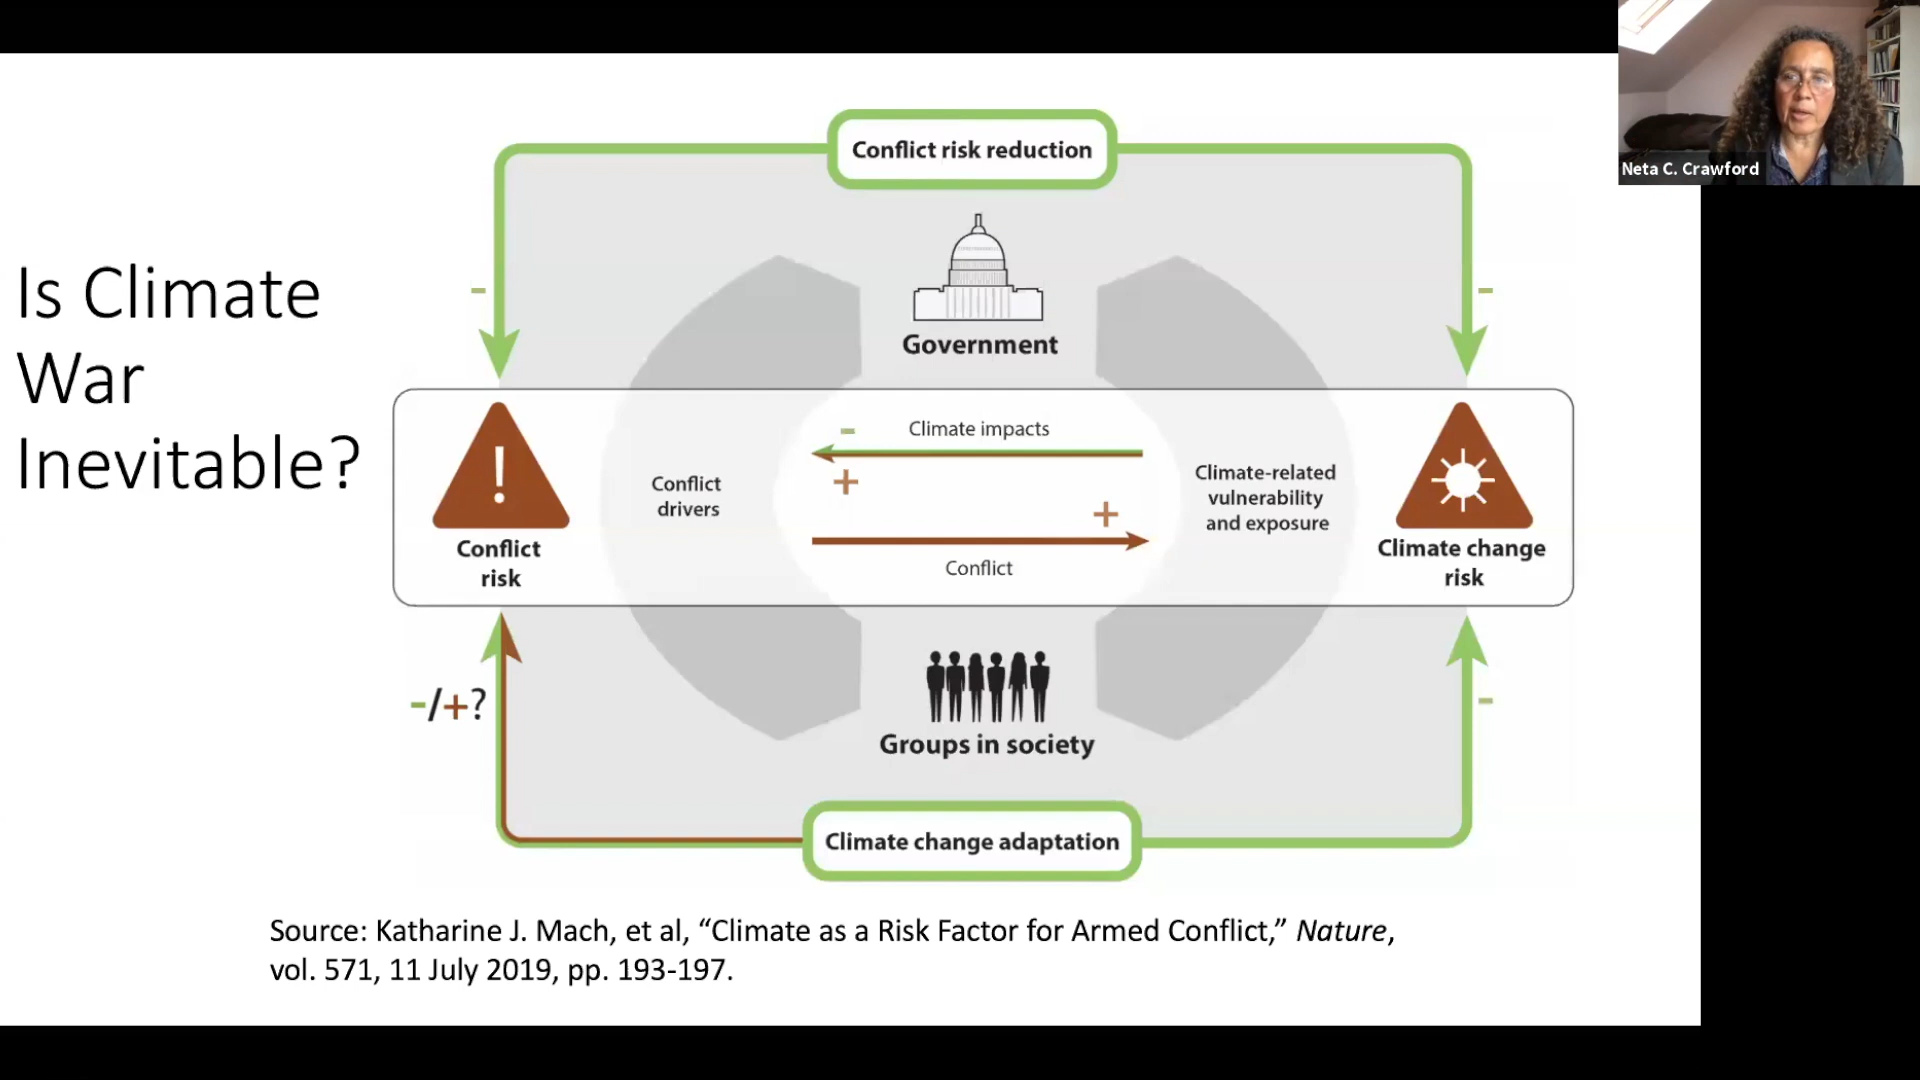 Neta C. Crawford
Is Climate
War
Inevitable?
Conflict risk reduction
-
-
Government
Conflict
risk
Conflict
drivers
-
Climate impacts
+
+
Conflict
Climate-related
vulnerability
and exposure
Climate change
risk
-/+?
-
Groups in society
Climate change adaptation
Source: Katharine J. Mach, et al, “Climate as a Risk Factor for Armed Conflict,” Nature,
vol. 571, 11 July 2019, pp. 193-197.